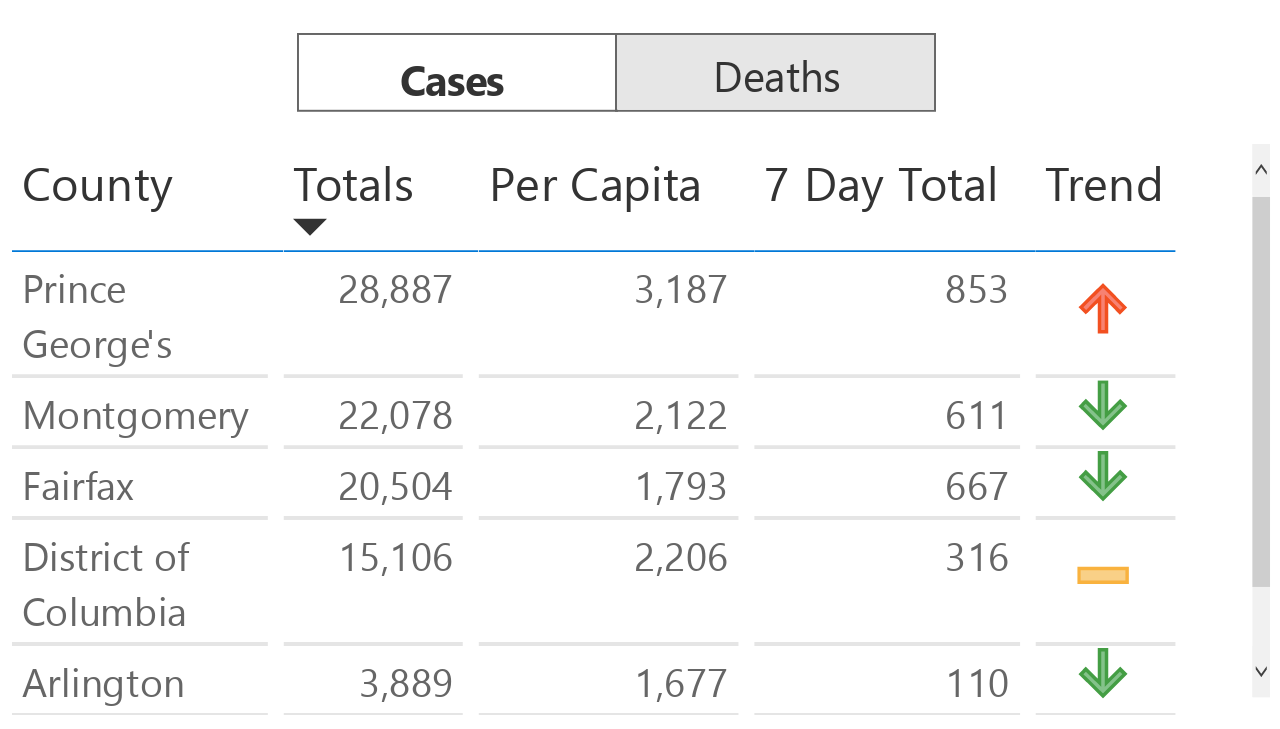 Cases Deaths
County Totals Per Capita 7 Day Total Trend
Prince 28,887 3,187 853
George's
Montgomery 22,078 2,122 611
Fairfax 20,504 1,793 667
District of 15,106 2,206 316
Columbia
Arlington 3,889 1,677 110